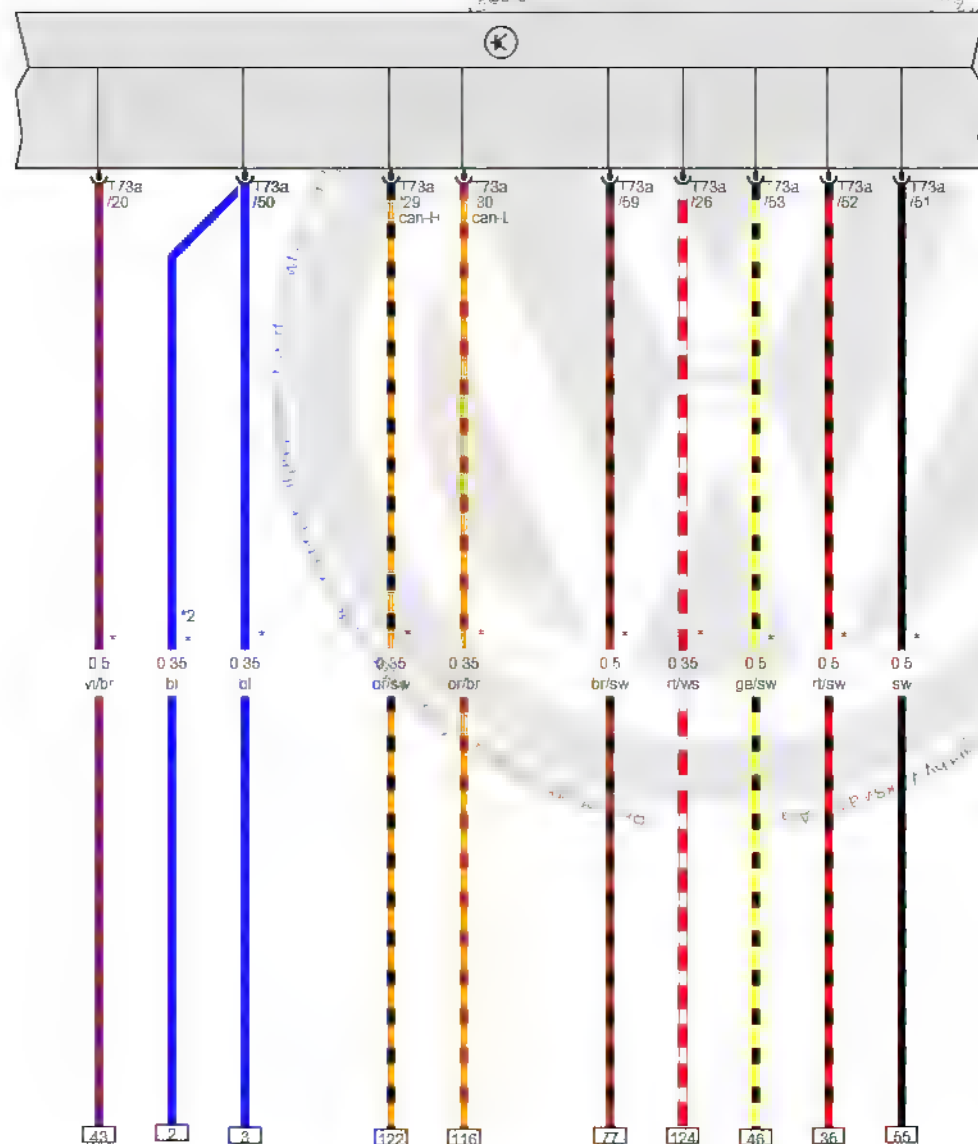 T73a T73a T73a T73a T73a T73a T73a T73a T73a
/20 /50 29 30 /59 /26 /53 /52 /51
can-H can-L
*2
* * * * * * * * * *
0 5 0 35 0 35 0 35 0 35 0 5 0 35 0 5 0 5 0 5
vi/br bl bl or/sw or/br br/sw rt/ws ge/sw rt/sw sw
43 2 3 122 116 77 124 46 36 55